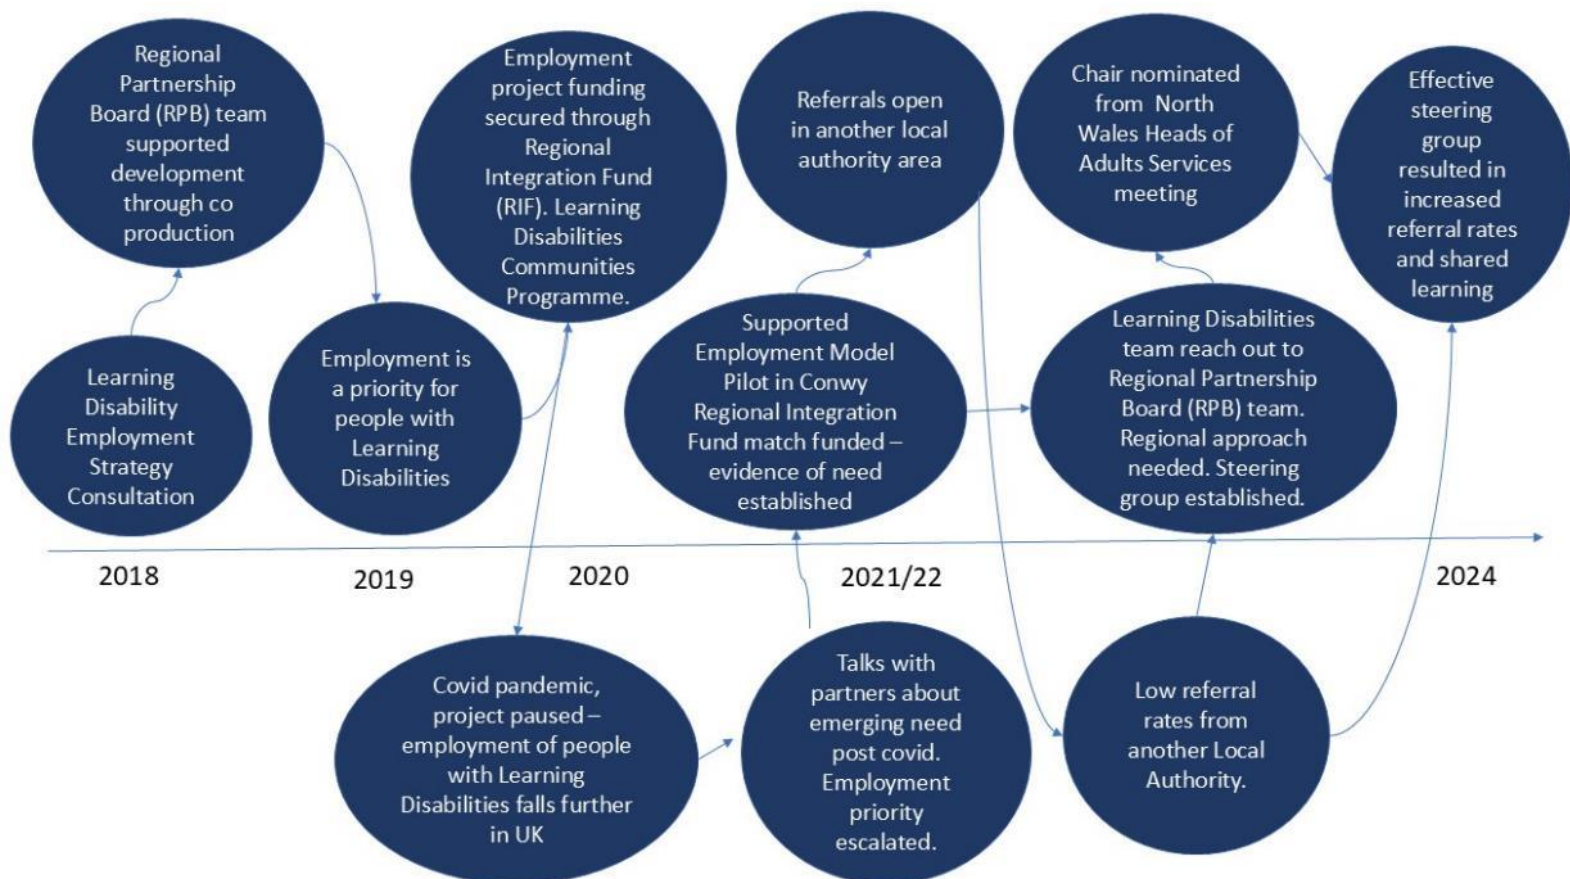 Regional
Partnership
Board (RPB) team
supported
development
through co
production
Learning
Disability
Employment
Strategy
Consultation
Employment is
a priority for
people with
Learning
Disabilities
Employment
project funding
secured through
Regional
Integration Fund
(RIF). Learning
Disabilities
Communities
Programme.
Referrals open
in another local
authority area
Supported
Employment Model
Pilot in Conwy
Regional Integration
Fund match funded –
evidence of need
established
Chair nominated
from North
Wales Heads of
Adults Services
meeting
Learning Disabilities
team reach out to
Regional Partnership
Board (RPB) team.
Regional approach
needed. Steering
group established.
Effective
steering
group
resulted in
increased
referral rates
and shared
learning
2018
2019
2020
2021/22
2024
Covid pandemic,
project paused –
employment of people
with Learning
Disabilities falls further
in UK
Talks with
partners about
emerging need
post covid.
Employment
priority
escalated.
Low referral
rates from
another Local
Authority.